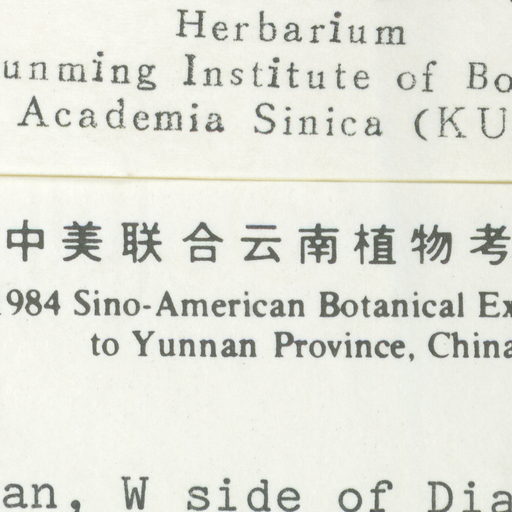 Herbarium
unming Institute of Bo
Academia Sinica (KU
中美联合云南植物考
984 Sino-American Botanical Ex
to Yunnan Province, China
an, W side of Dia